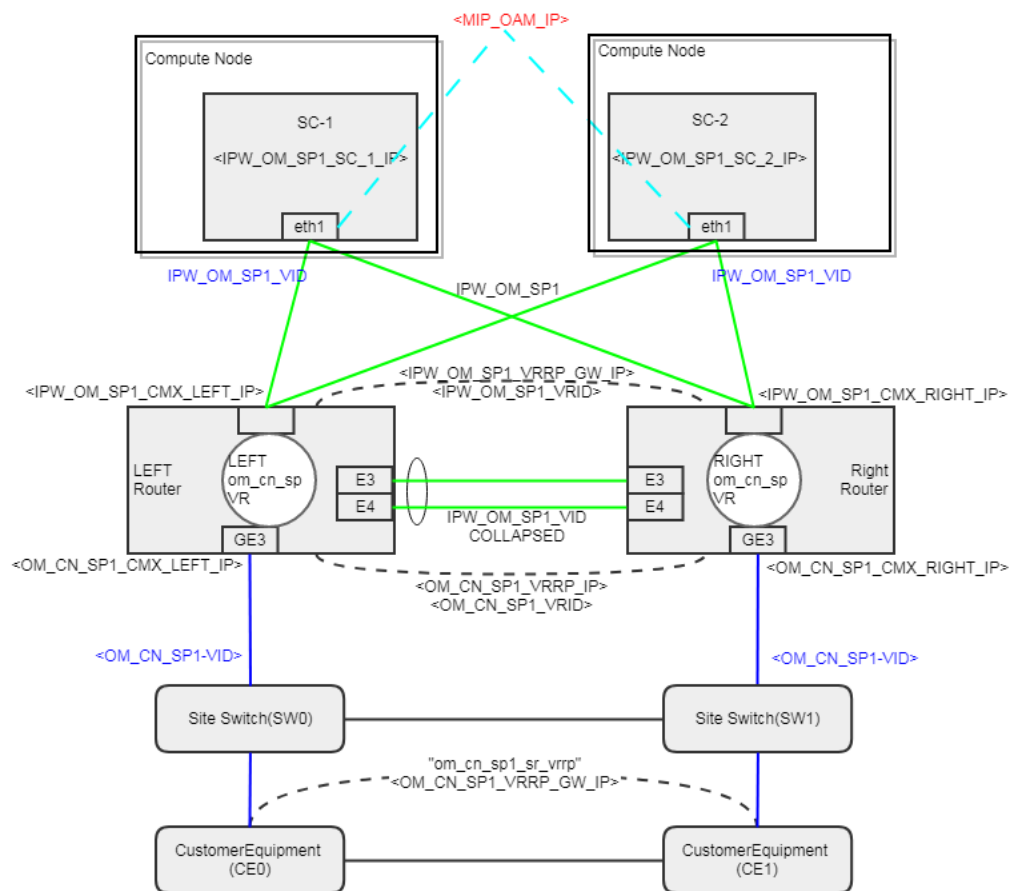 <MIP_OAM_IP>
Compute Node
Compute Node
SC-1
SC-2
<IPW_OM_SP1_SC_1_IP>
<IPW_OM_SP1_SC_2_IP>
eth1
eth1
IPW_OM_SP1_VID
IPW_OM_SP1
IPW_OM_SP1_VID
<IPW_OM_SP1_CMX_LEFT_IP>
<IPW_OM_SP1_VRRP_GW_IP>
<IPW_OM_SP1_VRID>
<IPW_OM_SP1_CMX_RIGHT_IP>
LEFT
Router
LEFT
om_cn_sp
VR
E3
E4
IPW_OM_SP1_VID
COLLAPSED
E3
E4
RIGHT
om_cn_sp
VR
Right
Router
GE3
GE3
<OM_CN_SP1_CMX_LEFT_IP>
<OM_CN_SP1_VRRP_IP>
<OM_CN_SP1_VRID>
<OM_CN_SP1_CMX_RIGHT_IP>
<OM_CN_SP1-VID>
<OM_CN_SP1-VID>
Site Switch(SW0)
Site Switch(SW1)
"om_cn_sp1_sr_vrrp"
<OM_CN_SP1_VRRP_GW_IP>
CustomerEquipment
(CE0)
CustomerEquipment
(CE1)